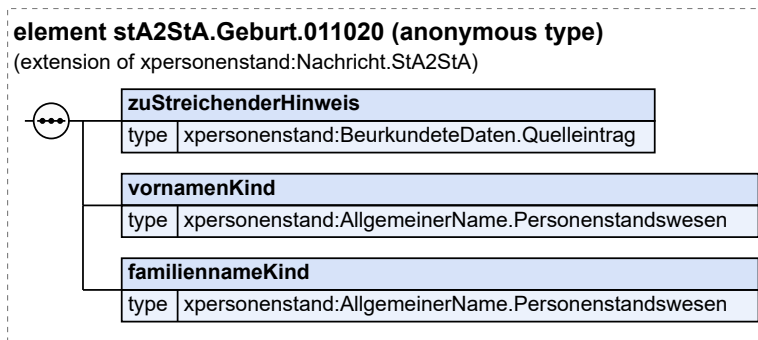 element stA2StA.Geburt.011020 (anonymous type)
(extension of xpersonenstand:Nachricht.StA2StA)
zuStreichenderHinweis
type xpersonenstand:BeurkundeteDaten.Quelleintrag
vornamenKind
type xpersonenstand:AllgemeinerName.Personenstandswesen
familiennameKind
type xpersonenstand:AllgemeinerName.Personenstandswesen